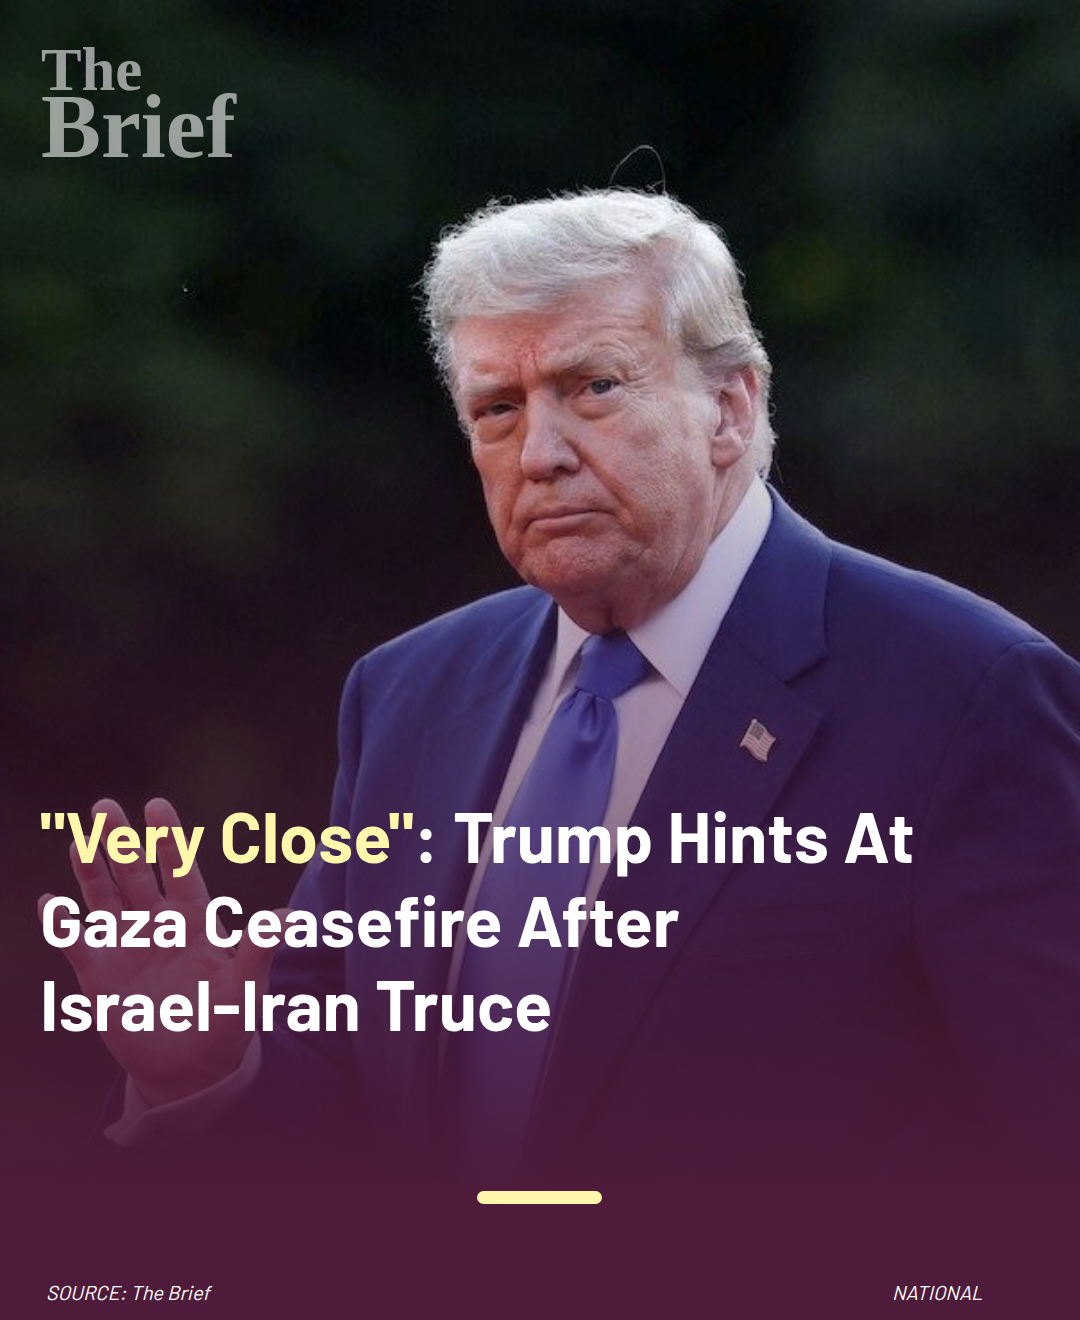 The
Brief
"Very Close": Trump Hints At
Gaza Ceasefire After
Israel-Iran Truce
SOURCE: The Brief
NATIONAL